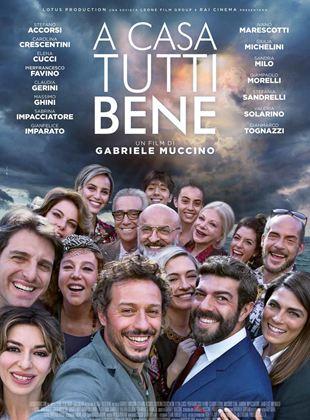 LOTUS PRODUCTION UNA SOCIETÀ LEONE FILM GROUP E RAI CINEMA PRESENTANO
STEFANO
ACCORSI
CAROLINA
CRESCENTINI
ELENA
CUCCI
PIERFRANCESCO
FAVINO
CLAUDIA
GERINI
MASSIMO
GHINI
SABRINA
IMPACCIATORE
GIANFELICE
IMPARATO
A CASA
TUTTI
BENE
UN FILM DI
GABRIELE MUCCINO
IVANO
MARESCOTTI
GIULIA
MICHELINI
SANDRA
MILO
GIAMPAOLO
MORELLI
STEFANIA
SANDRELLI
VALERIA
SOLARINO
GIANMARCO
TOGNAZZI